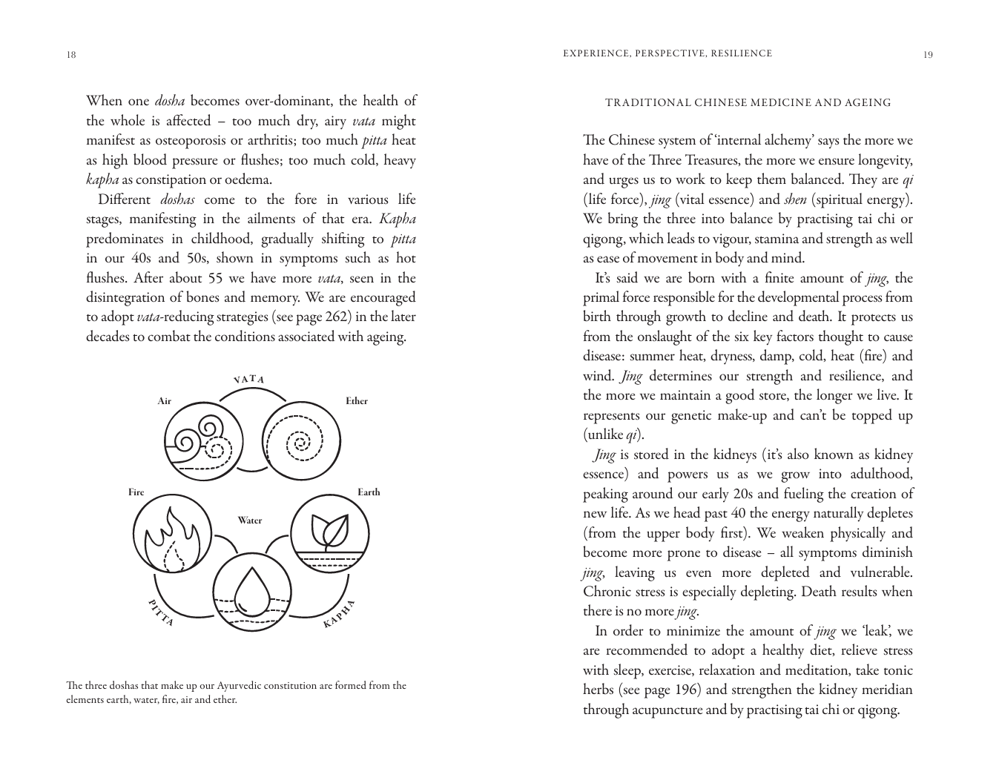 18
When one dosha becomes over-dominant, the health of
the whole is affected – too much dry, airy vata might
manifest as osteoporosis or arthritis; too much pitta heat
as high blood pressure or flushes; too much cold, heavy
kapha as constipation or oedema.
Different doshas come to the fore in various life
stages, manifesting in the ailments of that era. Kapha
predominates in childhood, gradually shifting to pitta
in our 40s and 50s, shown in symptoms such as hot
flushes. After about 55 we have more vata, seen in the
disintegration of bones and memory. We are encouraged
to adopt vata-reducing strategies (see page 262) in the later
decades to combat the conditions associated with ageing.
VATA
Air
Ether
Fire
Earth
Water
PITTA
KAPHA
The three doshas that make up our Ayurvedic constitution are formed from the
elements earth, water, fire, air and ether.
EXPERIENCE, PERSPECTIVE, RESILIENCE
19
TRADITIONAL CHINESE MEDICINE AND AGEING
The Chinese system of ‘internal alchemy’ says the more we
have of the Three Treasures, the more we ensure longevity,
and urges us to work to keep them balanced. They are qi
(life force), jing (vital essence) and shen (spiritual energy).
We bring the three into balance by practising tai chi or
qigong, which leads to vigour, stamina and strength as well
as ease of movement in body and mind.
It’s said we are born with a finite amount of jing, the
primal force responsible for the developmental process from
birth through growth to decline and death. It protects us
from the onslaught of the six key factors thought to cause
disease: summer heat, dryness, damp, cold, heat (fire) and
wind. Jing determines our strength and resilience, and
the more we maintain a good store, the longer we live. It
represents our genetic make-up and can’t be topped up
(unlike qi).
Jing is stored in the kidneys (it’s also known as kidney
essence) and powers us as we grow into adulthood,
peaking around our early 20s and fueling the creation of
new life. As we head past 40 the energy naturally depletes
(from the upper body first). We weaken physically and
become more prone to disease – all symptoms diminish
jing, leaving us even more depleted and vulnerable.
Chronic stress is especially depleting. Death results when
there is no more jing.
In order to minimize the amount of jing we ‘leak’, we
are recommended to adopt a healthy diet, relieve stress
with sleep, exercise, relaxation and meditation, take tonic
herbs (see page 196) and strengthen the kidney meridian
through acupuncture and by practising tai chi or qigong.